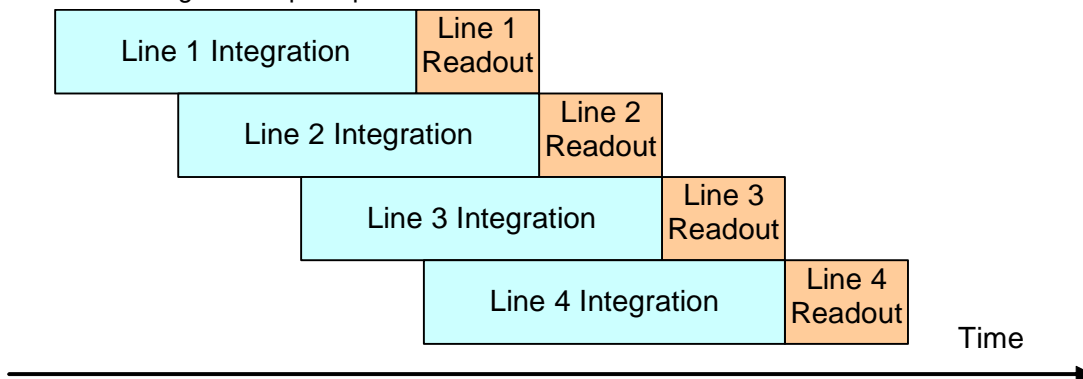 Line 1 Integration
Line 1
Readout
Line 2 Integration
Line 2
Readout
Line 3 Integration
Line 3
Readout
Line 4 Integration
Line 4
Readout
Time